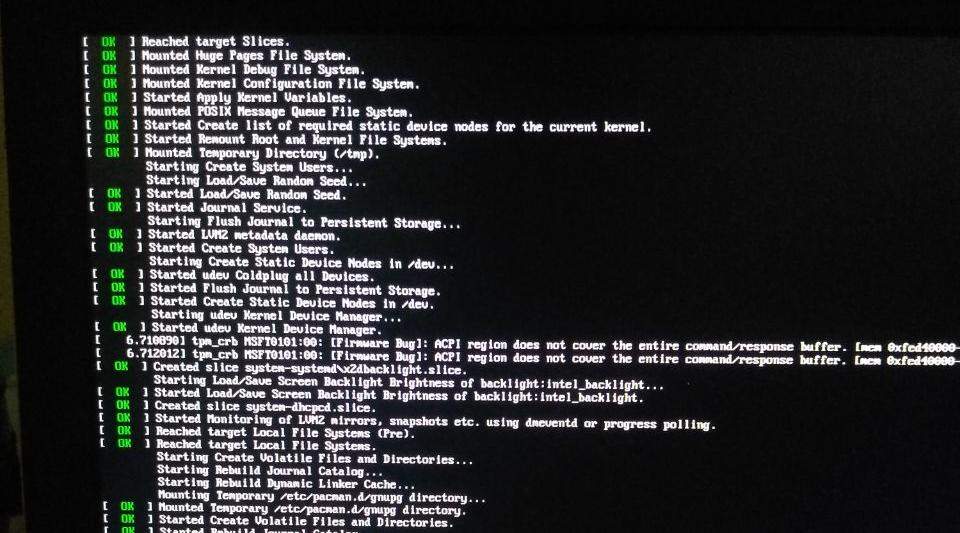 [ OK ] Reached target Slices.
[ OK ] Mounted Huge Pages File System.
[ OK ] Mounted Kernel Debug File System.
[ OK ] Mounted Kernel Configuration File System.
[ OK ] Started Apply Kernel Variables.
[ OK ] Mounted POSIX Message Queue File System.
[ OK ] Started Create list of required static device nodes for the current kernel.
[ OK ] Started Remount Root and Kernel File Systems.
[ OK ] Mounted Temporary Directory (/tmp).
Starting Create System Users...
Starting Load/Save Random Seed...
[ OK ] Started Load/Save Random Seed.
[ OK ] Started Journal Service.
Starting Flush Journal to Persistent Storage...
[ OK ] Started LVM2 metadata daemon.
[ OK ] Started Create System Users.
Starting Create Static Device Nodes in /dev...
[ OK ] Started udev Coldplug all Devices.
[ OK ] Started Flush Journal to Persistent Storage.
[ OK ] Started Create Static Device Nodes in /dev.
Starting udev Kernel Device Manager...
[ OK ] Started udev Kernel Device Manager.
[ 6.710890] tpm_crb MSFT0101:00: [Firmware Bug]: ACPI region does not cover the entire command/response buffer. [mem 0xfed40000-
[ 6.712012] tpm_crb MSFT0101:00: [Firmware Bug]: ACPI region does not cover the entire command/response buffer. [mem 0xfed40000-
[ OK ] Created slice system-systemd\x2dbacklight.slice.
Starting Load/Save Screen Backlight Brightness of backlight:intel_backlight...
[ OK ] Started Load/Save Screen Backlight Brightness of backlight:intel_backlight.
[ OK ] Created slice system-dhcpcd.slice.
[ OK ] Started Monitoring of LVM2 mirrors, snapshots etc. using dmeventd or progress polling.
[ OK ] Reached target Local File Systems (Pre).
[ OK ] Reached target Local File Systems.
Starting Create Volatile Files and Directories...
Starting Rebuild Journal Catalog...
Starting Rebuild Dynamic Linker Cache...
Mounting Temporary /etc/pacman.d/gnupg directory...
[ OK ] Mounted Temporary /etc/pacman.d/gnupg directory.
[ OK ] Started Create Volatile Files and Directories.
[ OK ] Started Rebuild Journal Catalog.